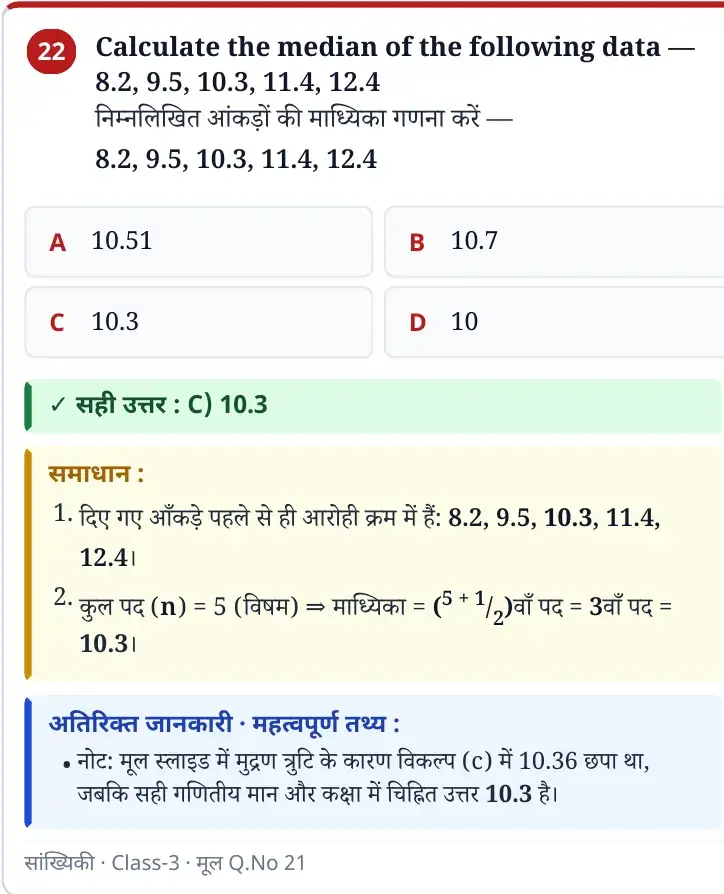 22
Calculate the median of the following data —
8.2, 9.5, 10.3, 11.4, 12.4
निम्नलिखित आंकड़ों की माध्यिका गणना करें —
8.2, 9.5, 10.3, 11.4, 12.4
A 10.51
B 10.7
C 10.3
D 10
✓ सही उत्तर : C) 10.3
समाधान :
1. दिए गए आँकड़े पहले से ही आरोही क्रम में हैं: 8.2, 9.5, 10.3, 11.4,
12.4।
2. कुल पद (n) = 5 (विषम) ⇒ माध्यिका = (5 + 1/2)वाँ पद = 3वाँ पद =
10.3।
अतिरिक्त जानकारी · महत्वपूर्ण तथ्य :
• नोट: मूल स्लाइड में मुद्रण त्रुटि के कारण विकल्प (c) में 10.36 छपा था,
जबकि सही गणितीय मान और कक्षा में चिह्नित उत्तर 10.3 है।
सांख्यिकी · Class-3 · मूल Q.No 21